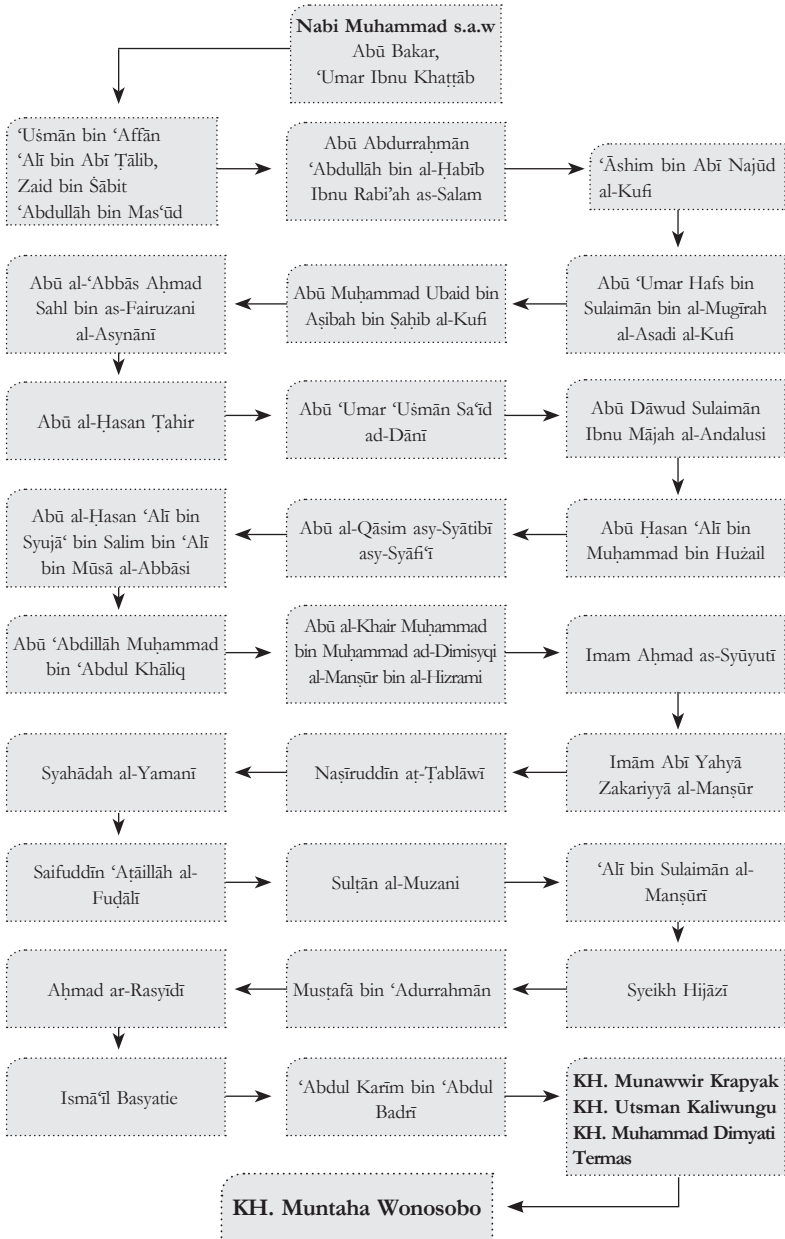 Nabi Muhammad s.a.w
Abū Bakar,
‘Umar Ibnu Khaṭṭāb
‘Uṡmān bin ‘Affān
‘Alī bin Abī Ṭālib,
Zaid bin Ṡābit
‘Abdullāh bin Mas‘ūd
Abū Abdurraḥmān
‘Abdullāh bin al-Ḥabīb
Ibnu Rabi’ah as-Salam
‘Āshim bin Abī Najūd
al-Kufi
Abū ‘Umar Hafs bin
Sulaimān bin al-Mugīrah
al-Asadi al-Kufi
Abū Muḥammad Ubaid bin
Aṣibah bin Ṣaḥib al-Kufi
Abū al-‘Abbās Aḥmad
Sahl bin as-Fairuzani
al-Asynānī
Abū al-Ḥasan Ṭahir
Abū ‘Umar ‘Uṡmān Sa‘īd
ad-Dānī
Abū Dāwud Sulaimān
Ibnu Mājah al-Andalusi
Abū Ḥasan ‘Alī bin
Muḥammad bin Hużail
Abū al-Qāsim asy-Syātibī
asy-Syāfi‘ī
Abū al-Ḥasan ‘Alī bin
Syujā‘ bin Salim bin ‘Alī
bin Mūsā al-Abbāsi
Abū ‘Abdillāh Muḥammad
bin ‘Abdul Khāliq
Abū al-Khair Muḥammad
bin Muḥammad ad-Dimisyqi
al-Manṣūr bin al-Hizrami
Imam Aḥmad as-Syūyutī
Imām Abī Yahyā
Zakariyyā al-Manṣūr
Naṣīruddīn aṭ-Ṭablāwī
Syahādah al-Yamanī
Saifuddīn ‘Aṭāillāh al-
Fuḍālī
Sulṭān al-Muzani
‘Alī bin Sulaimān al-
Manṣūrī
Syeikh Hijāzī
Musṭafā bin ‘Adurrahmān
Aḥmad ar-Rasyīdī
Ismā‘īl Basyatie
‘Abdul Karīm bin ‘Abdul
Badrī
KH. Munawwir Krapyak
KH. Utsman Kaliwungu
KH. Muhammad Dimyati
Termas
KH. Muntaha Wonosobo